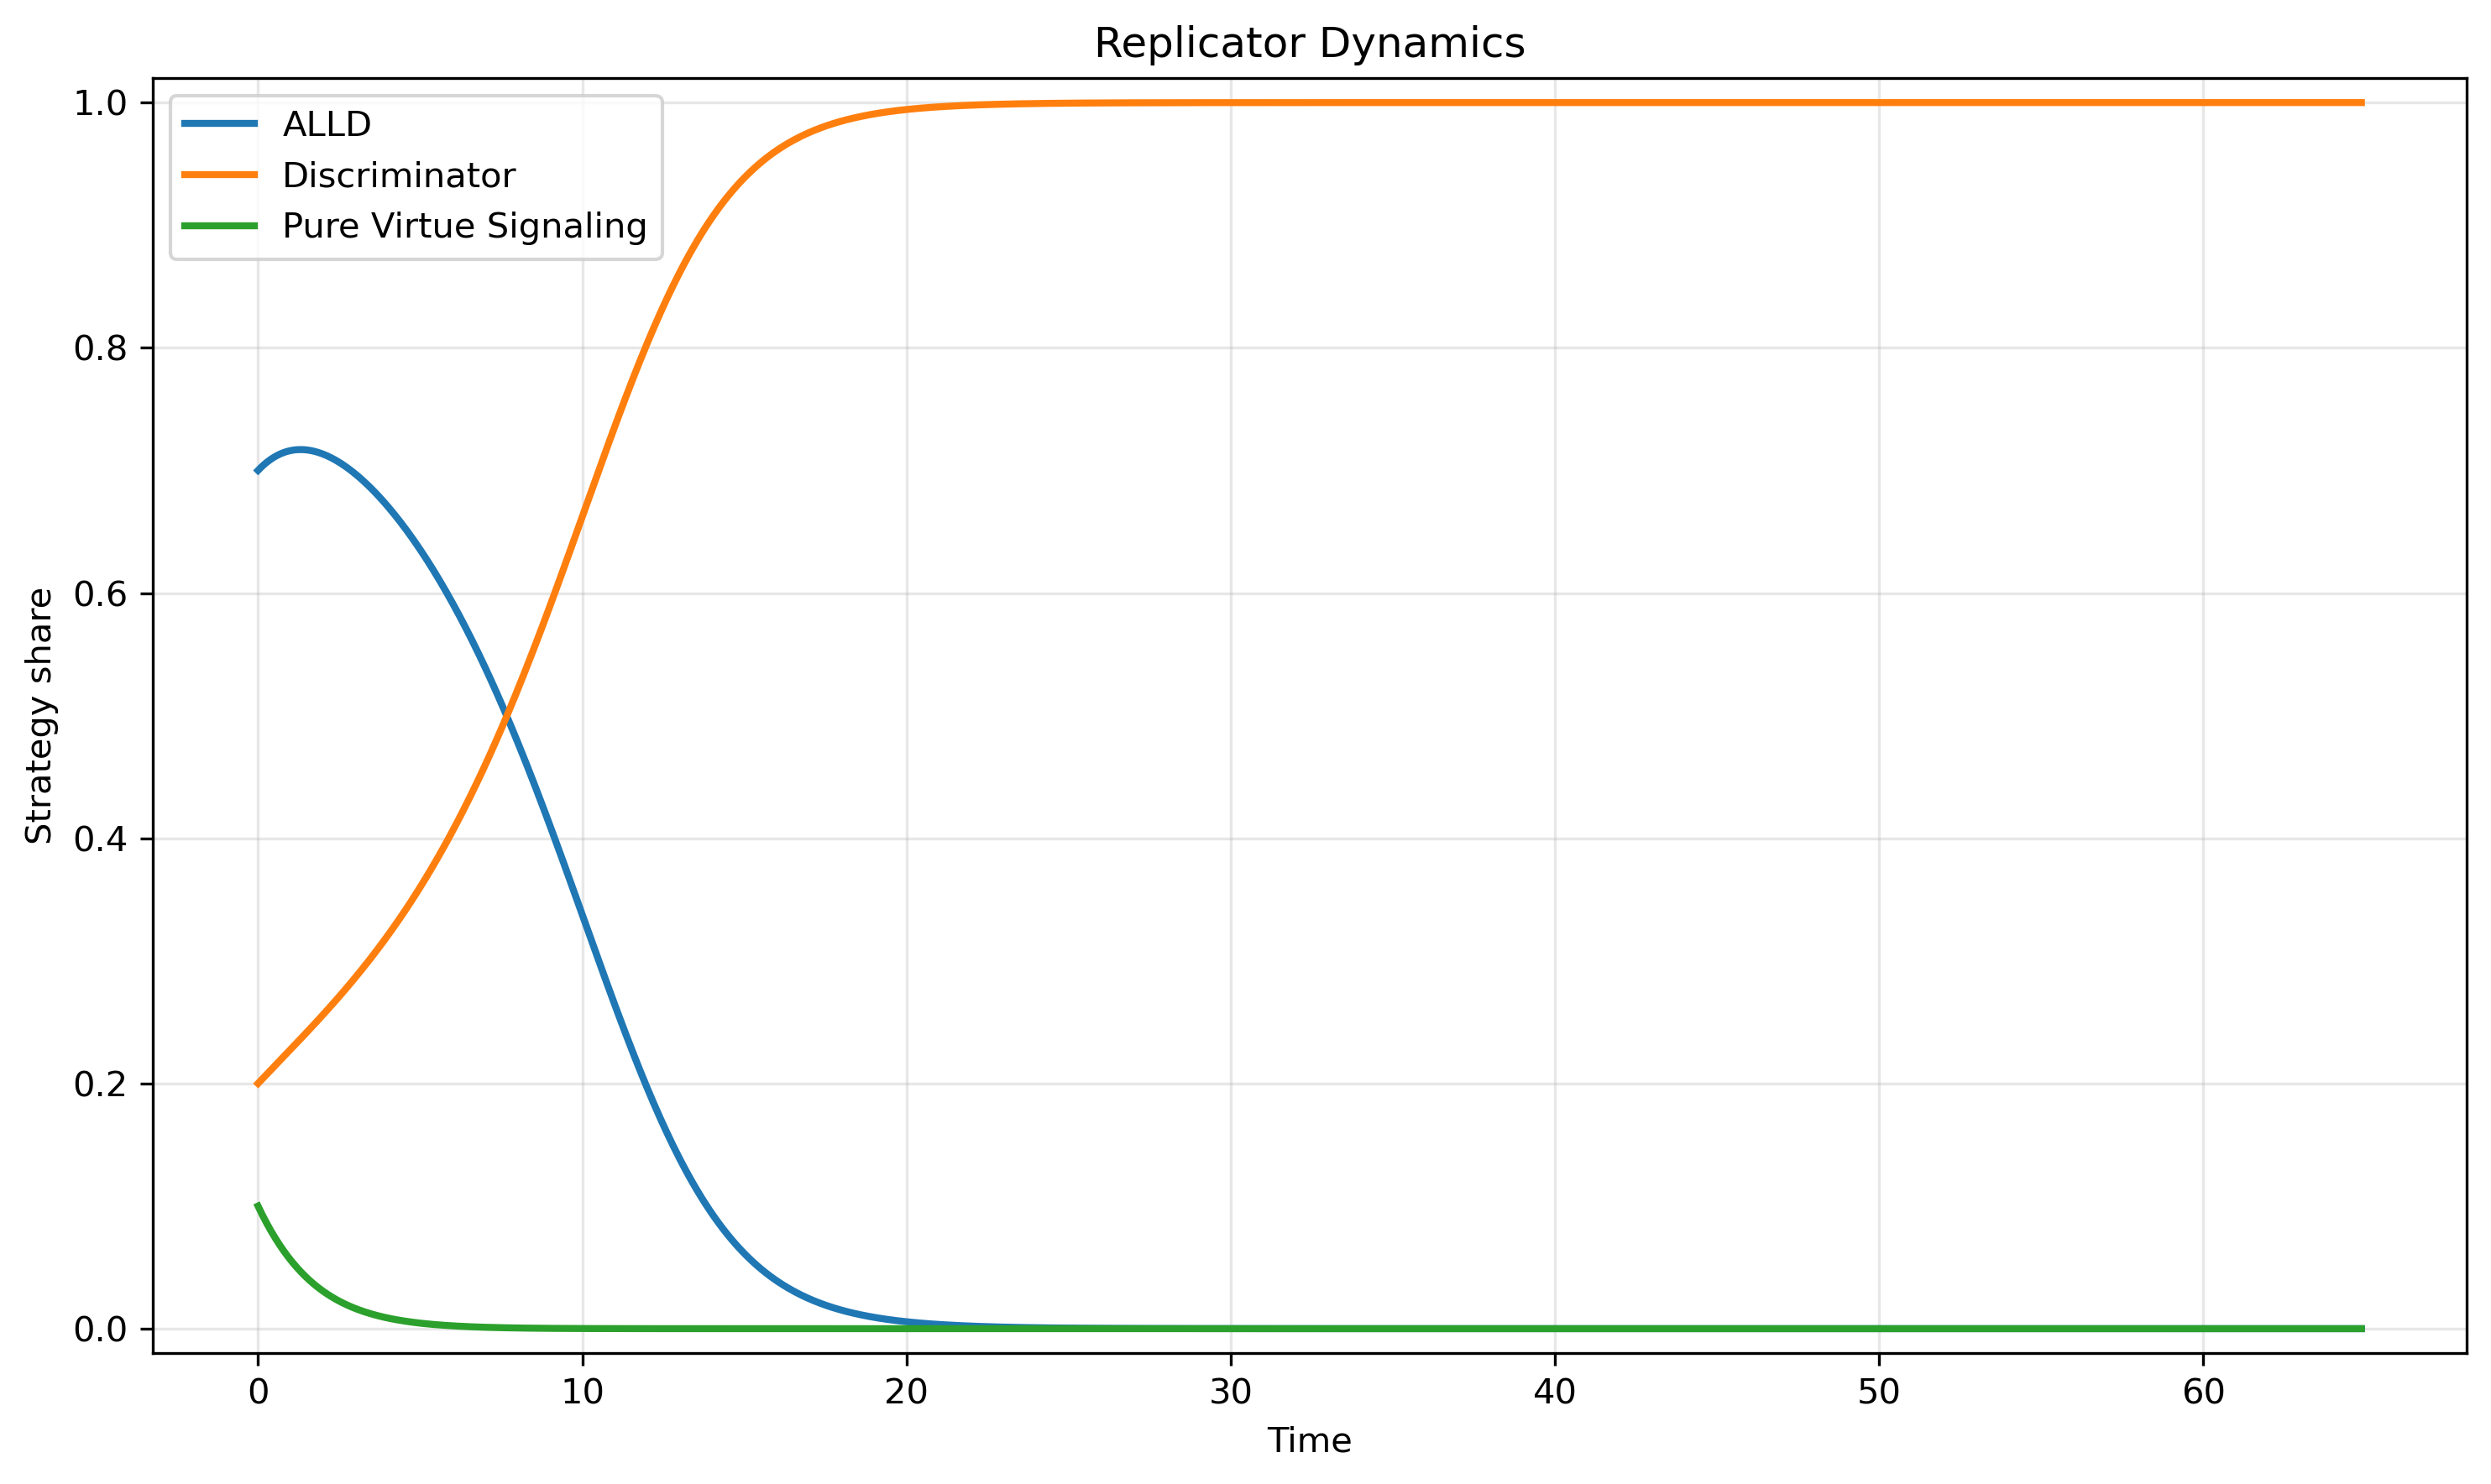 Replicator Dynamics
ALLD
Discriminator
Pure Virtue Signaling
1.0
0.8
0.6
0.4
0.2
0.0
Strategy share
0 10 20 30 40 50 60
Time